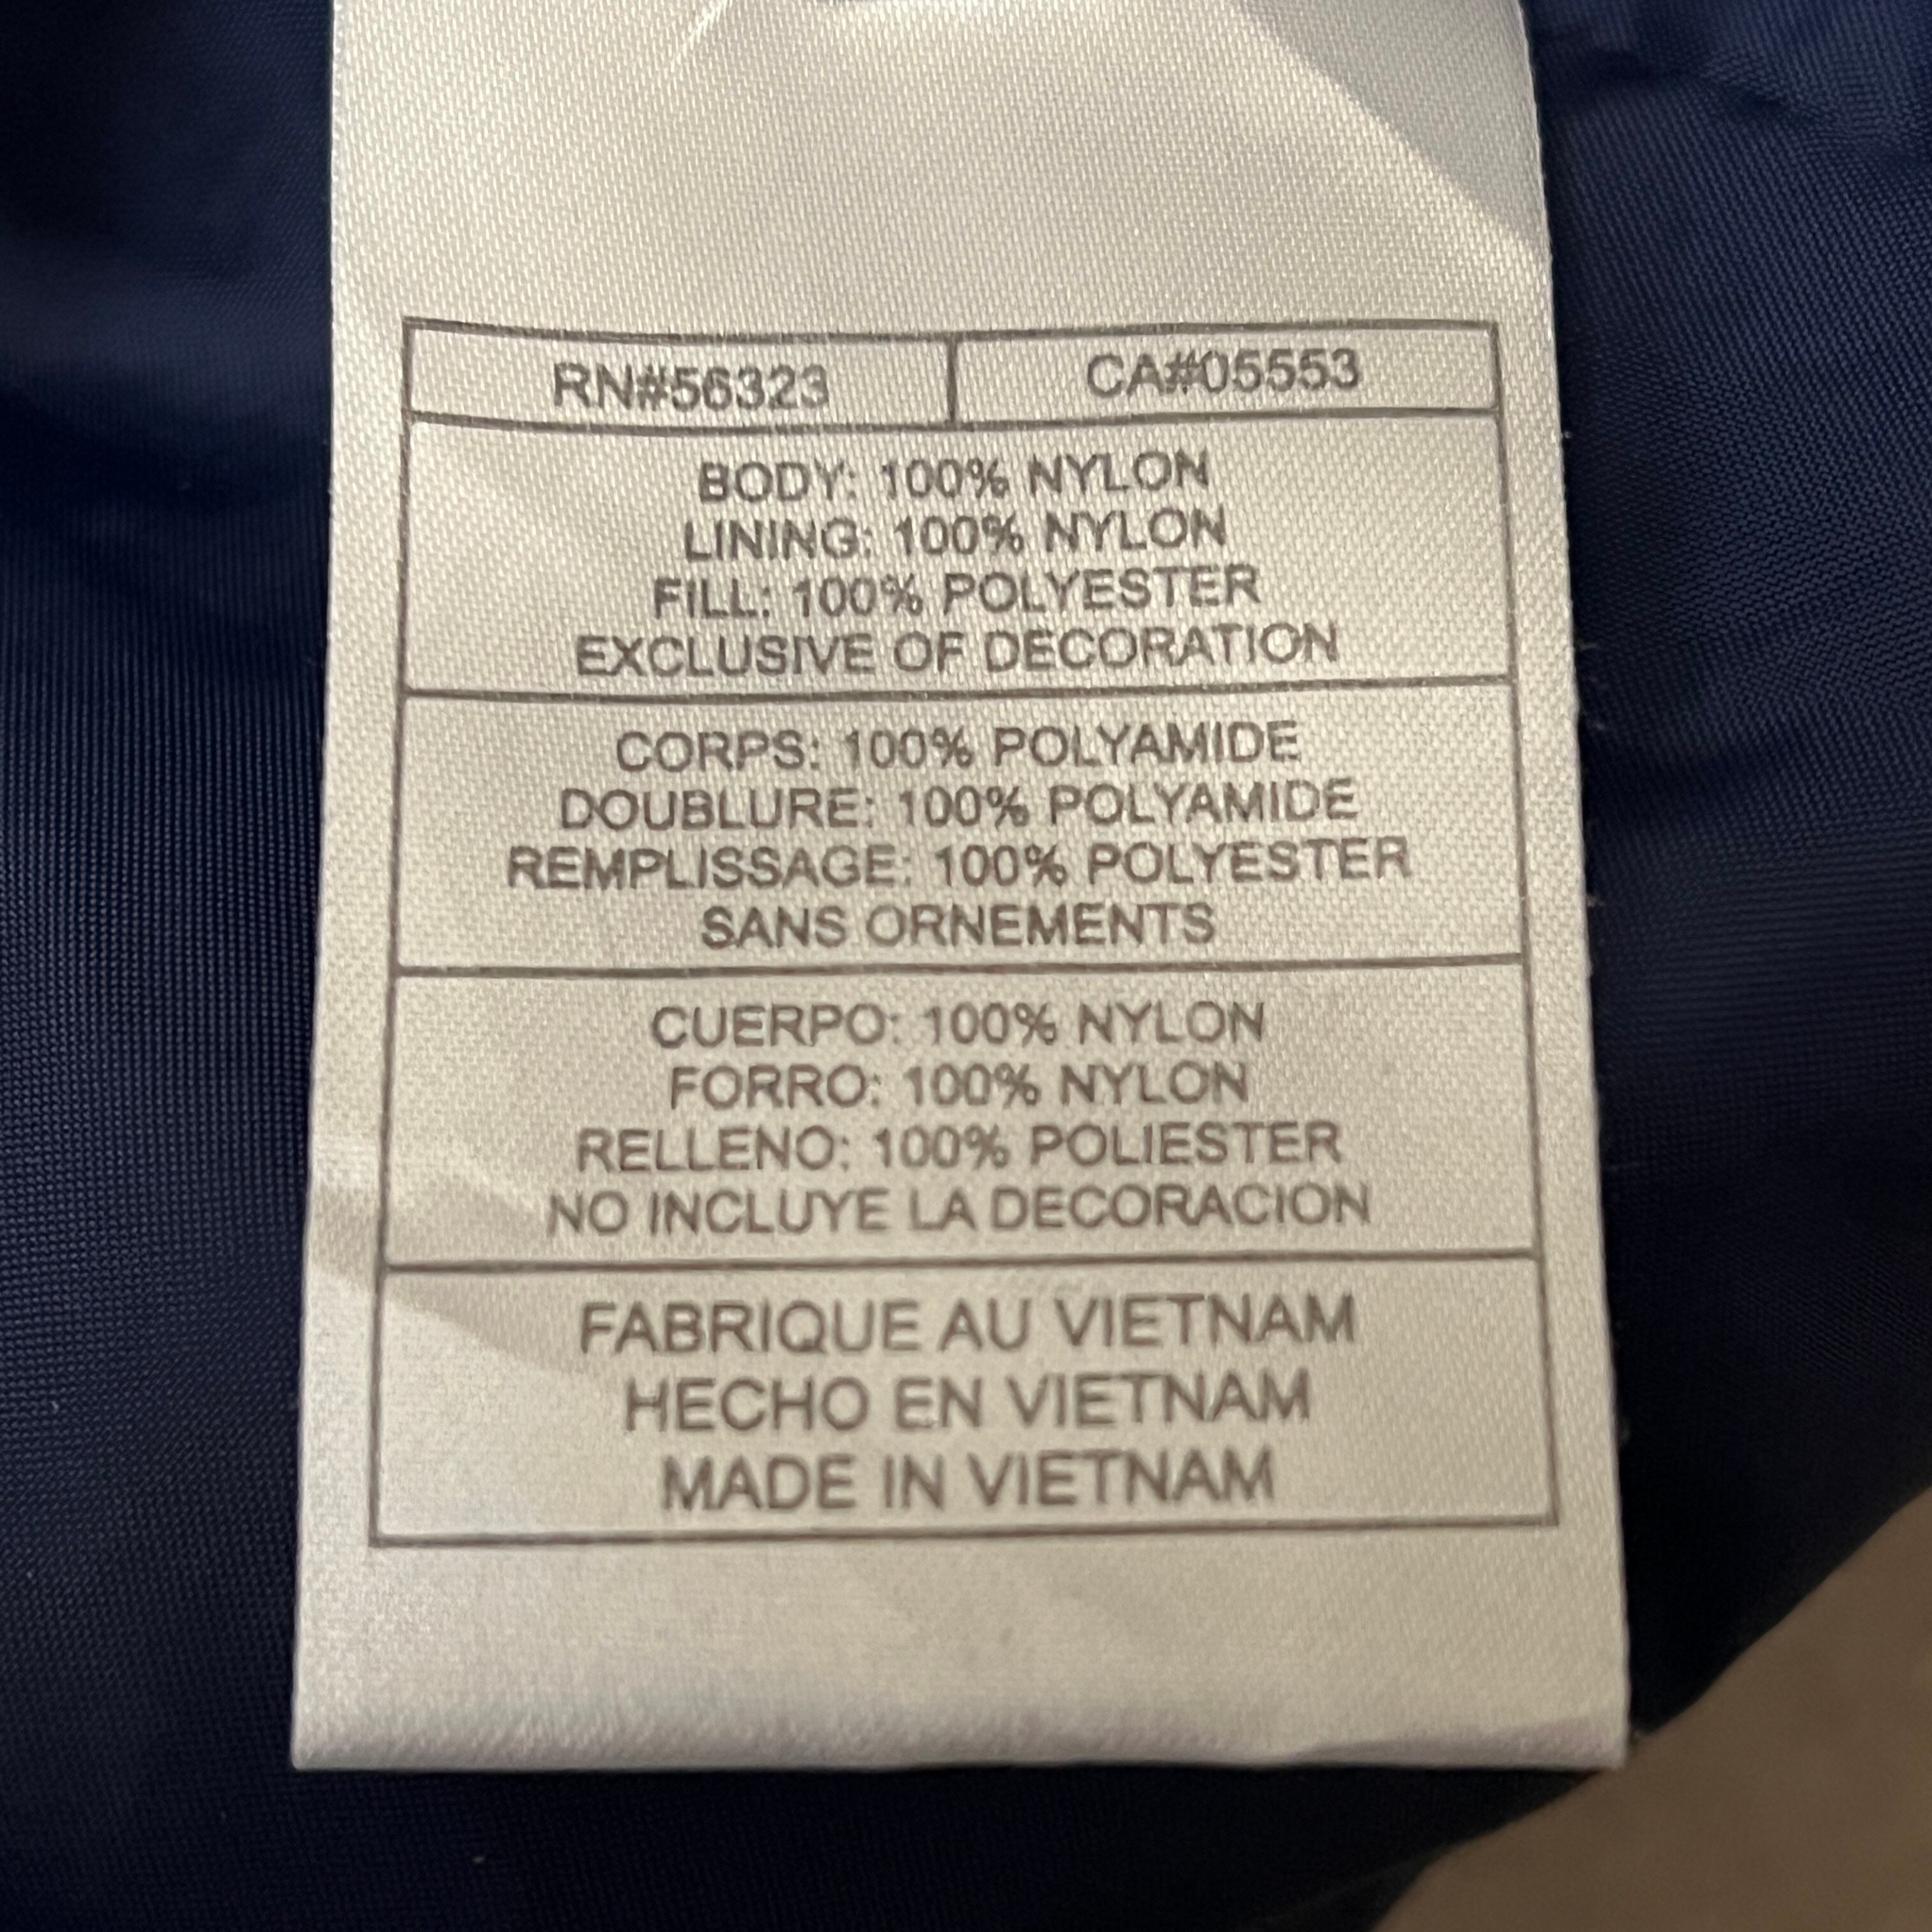 RN#56323 CA#05553
BODY: 100% NYLON
LINING: 100% NYLON
FILL: 100% POLYESTER
EXCLUSIVE OF DECORATION
CORPS: 100% POLYAMIDE
DOUBLURE: 100% POLYAMIDE
REMPLISSAGE: 100% POLYESTER
SANS ORNEMENTS
CUERPO: 100% NYLON
FORRO: 100% NYLON
RELLENO: 100% POLIESTER
NO INCLUYE LA DECORACION
FABRIQUE AU VIETNAM
HECHO EN VIETNAM
MADE IN VIETNAM